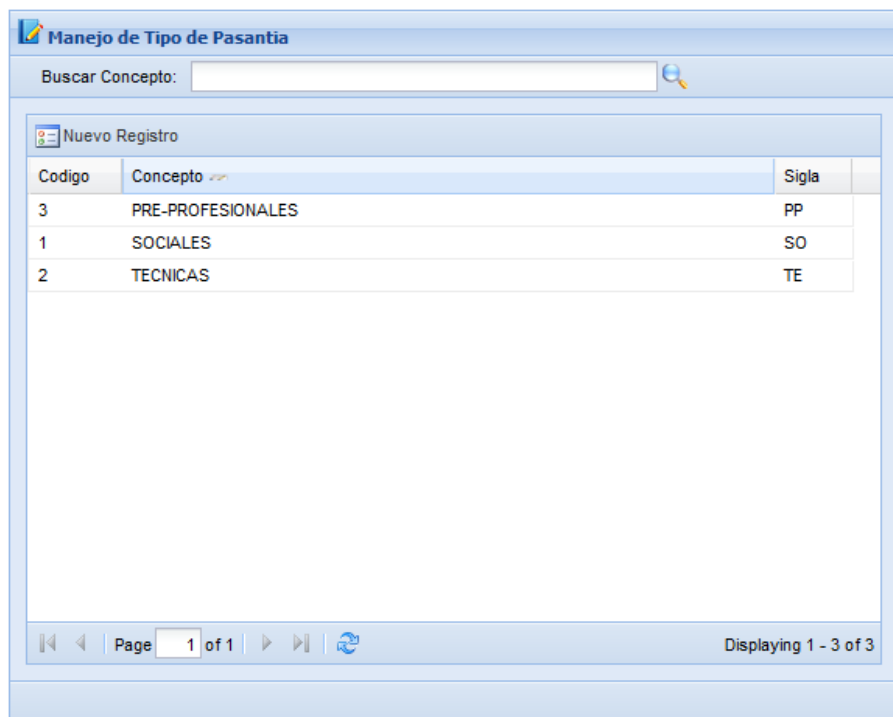 Manejo de Tipo de Pasantia
Buscar Concepto:
Nuevo Registro
Codigo Concepto Sigla
3 PRE-PROFESIONALES PP
1 SOCIALES SO
2 TECNICAS TE
Page 1 of 1 Displaying 1 - 3 of 3